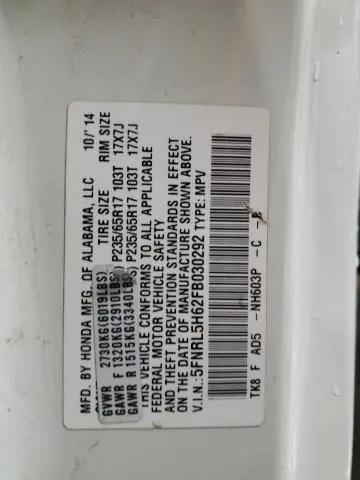 MFD. BY HONDA MFG. OF ALABAMA, LLC 10/'14
TIRE SIZE RIM SIZE
GVWR 2730KG(6019LBS)
GAWR F 1320KG(2910LBS) P235/65R17 103T 17X7J
GAWR R 1515KG(3340LBS) P235/65R17 103T 17X7J
THIS VEHICLE CONFORMS TO ALL APPLICABLE
FEDERAL MOTOR VEHICLE SAFETY
AND THEFT PREVENTION STANDARDS IN EFFECT
ON THE DATE OF MANUFACTURE SHOWN ABOVE.
V.I.N.:5FNRL5H62FB030292 TYPE: MPV
TK8 F AD5 -NH603P -C -B